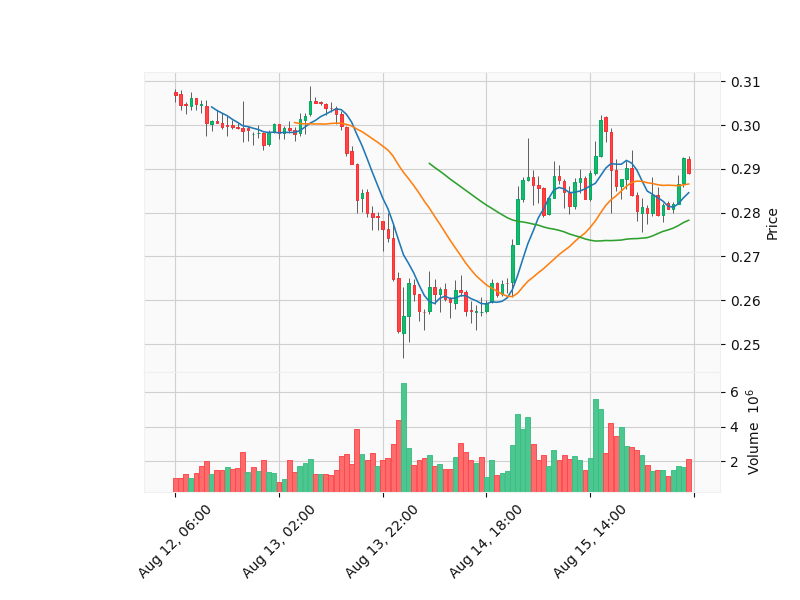 0.31
0.30
0.29
0.28
0.27
0.26
0.25
Price
6
4
2
Volume 10^6
Aug 12, 06:00
Aug 13, 02:00
Aug 13, 22:00
Aug 14, 18:00
Aug 15, 14:00